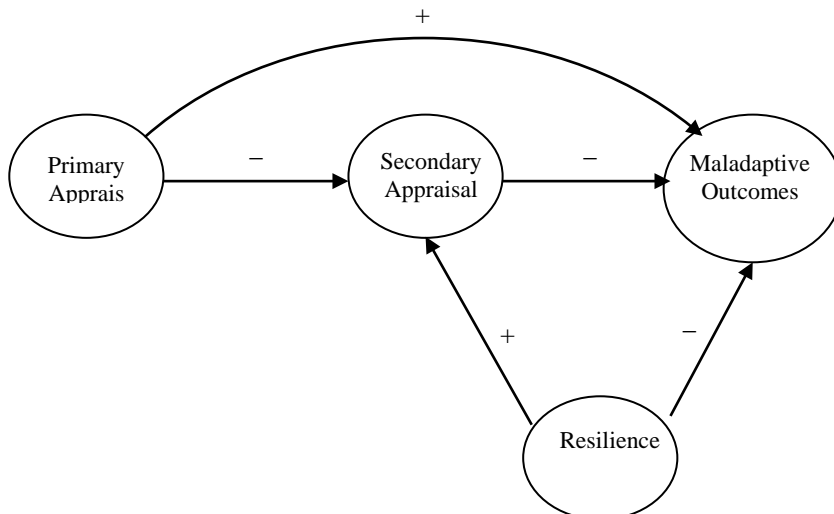 +
Primary
Apprais
−
Secondary
Appraisal
−
Maladaptive
Outcomes
+
−
Resilience